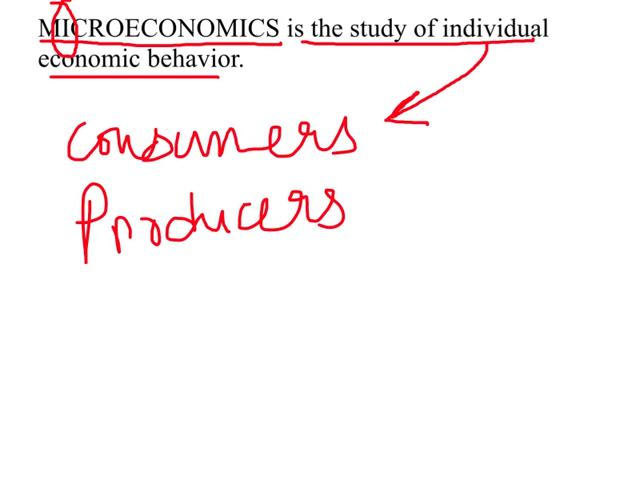 MICROECONOMICS is the study of individual
economic behavior.
Consumers
Producers